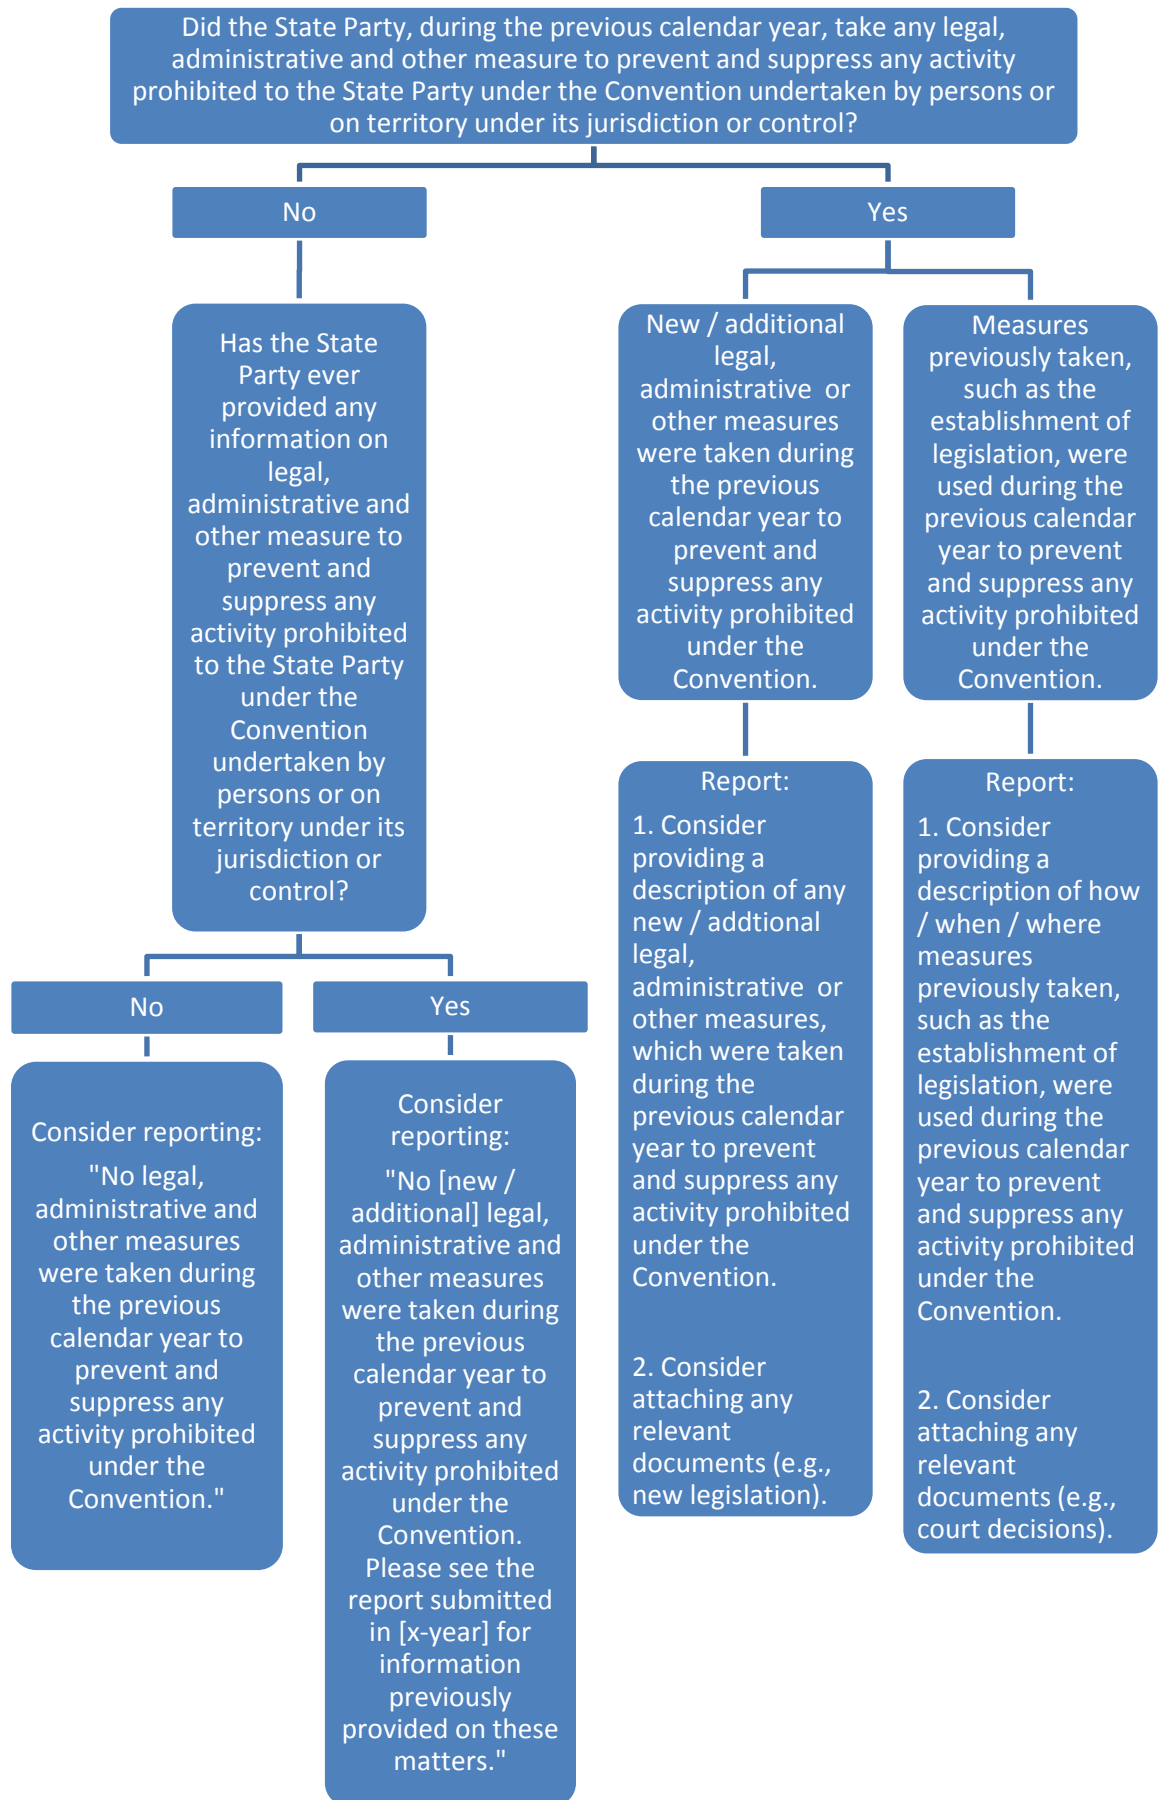 Did the State Party, during the previous calendar year, take any legal,
administrative and other measure to prevent and suppress any activity
prohibited to the State Party under the Convention undertaken by persons or
on territory under its jurisdiction or control?
No
Yes
Has the State
Party ever
provided any
information on
legal,
administrative and
other measure to
prevent and
suppress any
activity prohibited
to the State Party
under the
Convention
undertaken by
persons or on
territory under its
jurisdiction or
control?
New / additional
legal,
administrative or
other measures
were taken during
the previous
calendar year to
prevent and
suppress any
activity prohibited
under the
Convention.
Measures
previously taken,
such as the
establishment of
legislation, were
used during the
previous calendar
year to prevent
and suppress any
activity prohibited
under the
Convention.
No
Yes
Consider reporting:
"No legal,
administrative and
other measures
were taken during
the previous
calendar year to
prevent and
suppress any
activity prohibited
under the
Convention."
Consider
reporting:
"No [new /
additional] legal,
administrative and
other measures
were taken during
the previous
calendar year to
prevent and
suppress any
activity prohibited
under the
Convention.
Please see the
report submitted
in [x-year] for
information
previously
provided on these
matters."
Report:
1. Consider
providing a
description of any
new / addtional
legal,
administrative or
other measures,
which were taken
during the
previous calendar
year to prevent
and suppress any
activity prohibited
under the
Convention.
2. Consider
attaching any
relevant
documents (e.g.,
new legislation).
Report:
1. Consider
providing a
description of how
/ when / where
measures
previously taken,
such as the
establishment of
legislation, were
used during the
previous calendar
year to prevent
and suppress any
activity prohibited
under the
Convention.
2. Consider
attaching any
relevant
documents (e.g.,
court decisions).